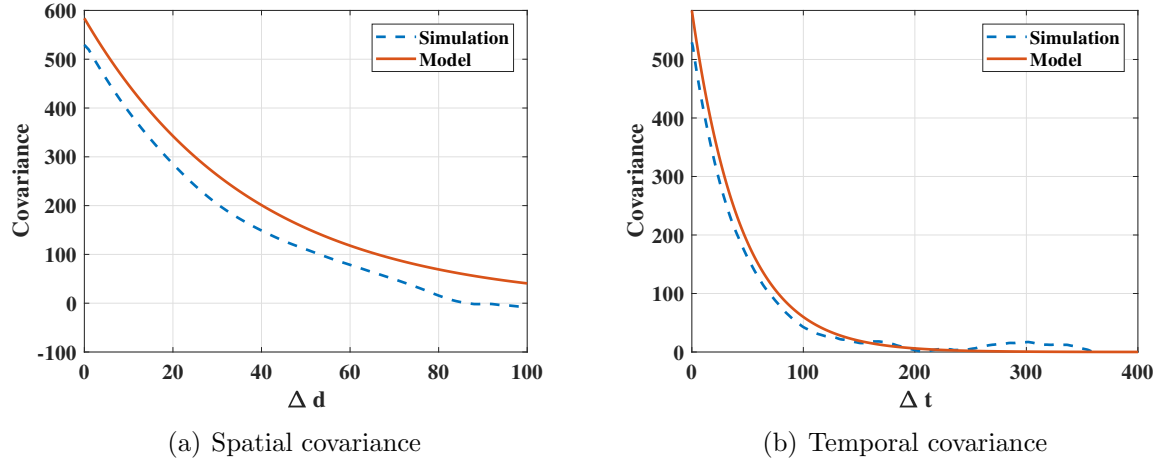 600
500
400
300
200
100
0
-100
Covariance
0 20 40 60 80 100
Δ d
Simulation
Model
(a) Spatial covariance
500
400
300
200
100
0
Covariance
0 100 200 300 400
Δ t
Simulation
Model
(b) Temporal covariance